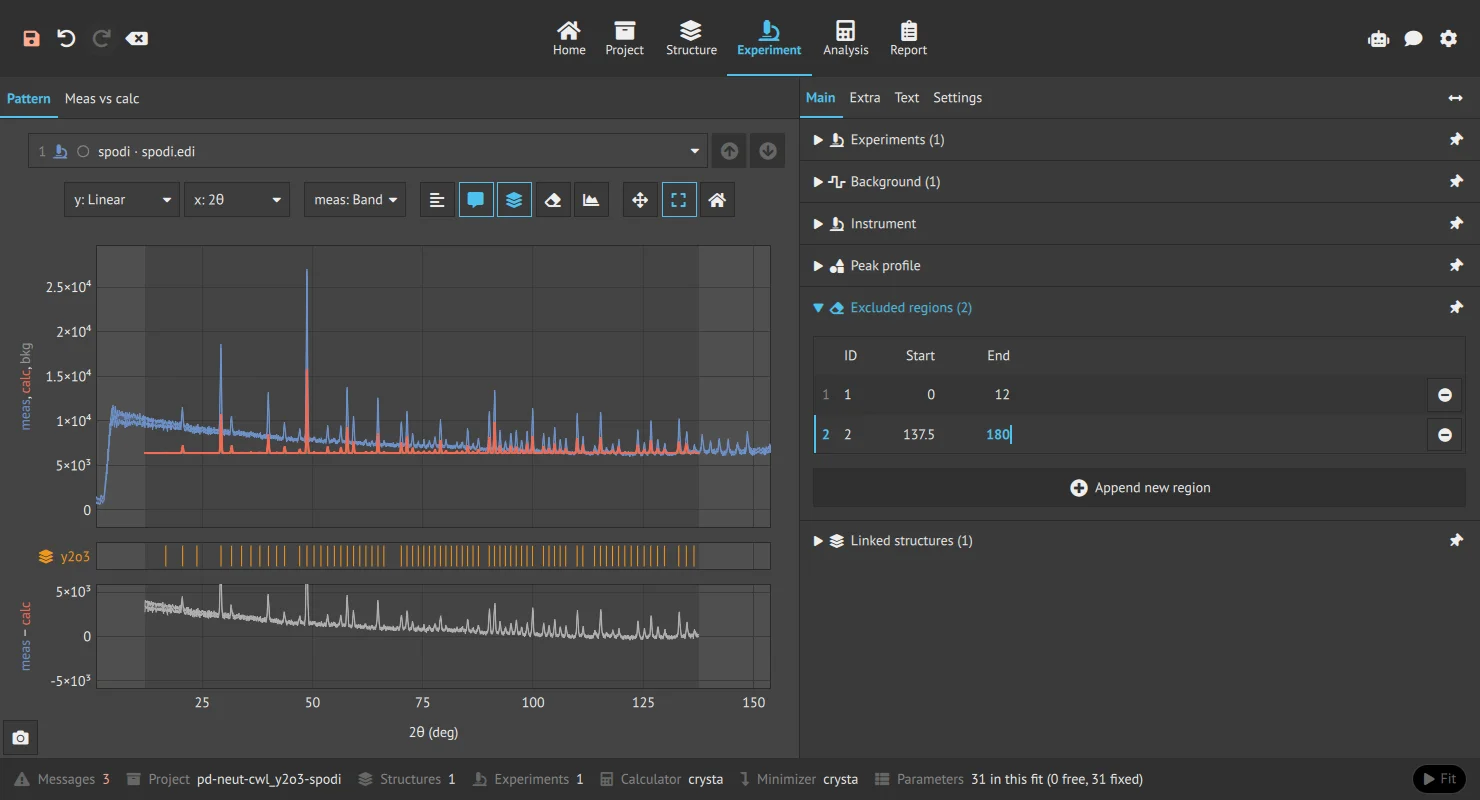 Home Project Structure Experiment Analysis Report
Pattern Meas vs calc
Main Extra Text Settings
1 spodi · spodi.edi
y: Linear x: 2θ meas: Band
2.5×10⁴
2×10⁴
1.5×10⁴
1×10⁴
5×10³
0
meas, calc, bkg
y2o3
5×10³
0
-5×10³
meas − calc
25 50 75 100 125 150
2θ (deg)
Experiments (1)
Background (1)
Instrument
Peak profile
Excluded regions (2)
ID Start End
1 1 0 12
2 2 137.5 180
Append new region
Linked structures (1)
Messages 3 Project pd-neut-cwl_y2o3-spodi Structures 1 Experiments 1 Calculator crysta Minimizer crysta Parameters 31 in this fit (0 free, 31 fixed) Fit